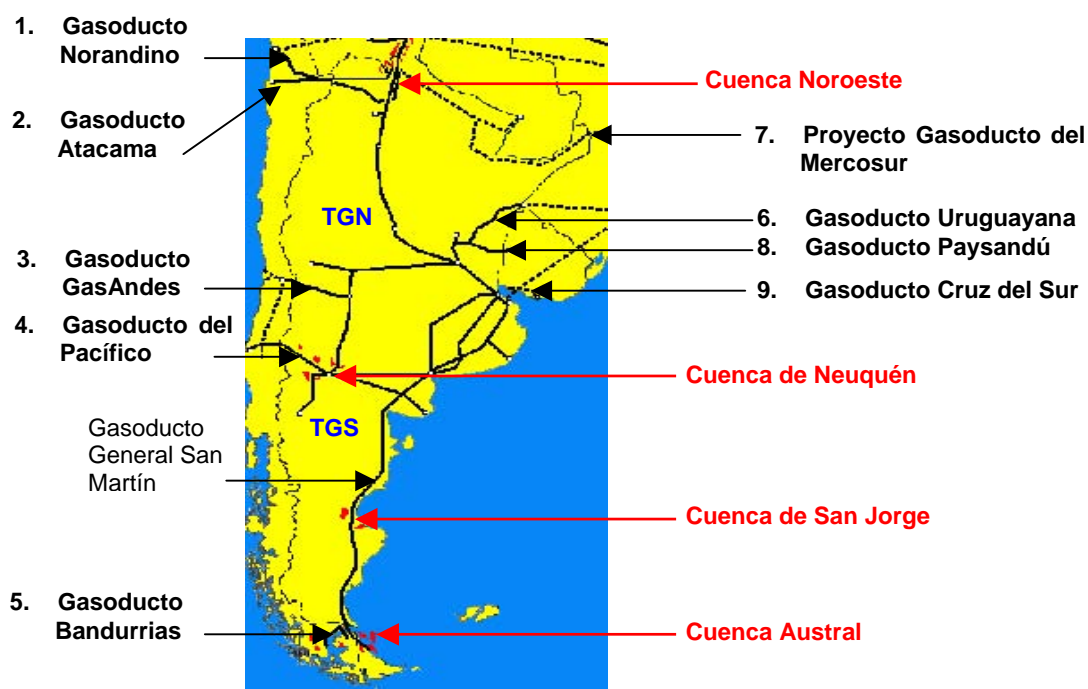 1. Gasoducto
Norandino
2. Gasoducto
Atacama
3. Gasoducto
GasAndes
4. Gasoducto del
Pacífico
Gasoducto
General San
Martín
5. Gasoducto
Bandurrias
TGN
TGS
Cuenca Noroeste
7. Proyecto Gasoducto del
Mercosur
6. Gasoducto Uruguayana
8. Gasoducto Paysandú
9. Gasoducto Cruz del Sur
Cuenca de Neuquén
Cuenca de San Jorge
Cuenca Austral